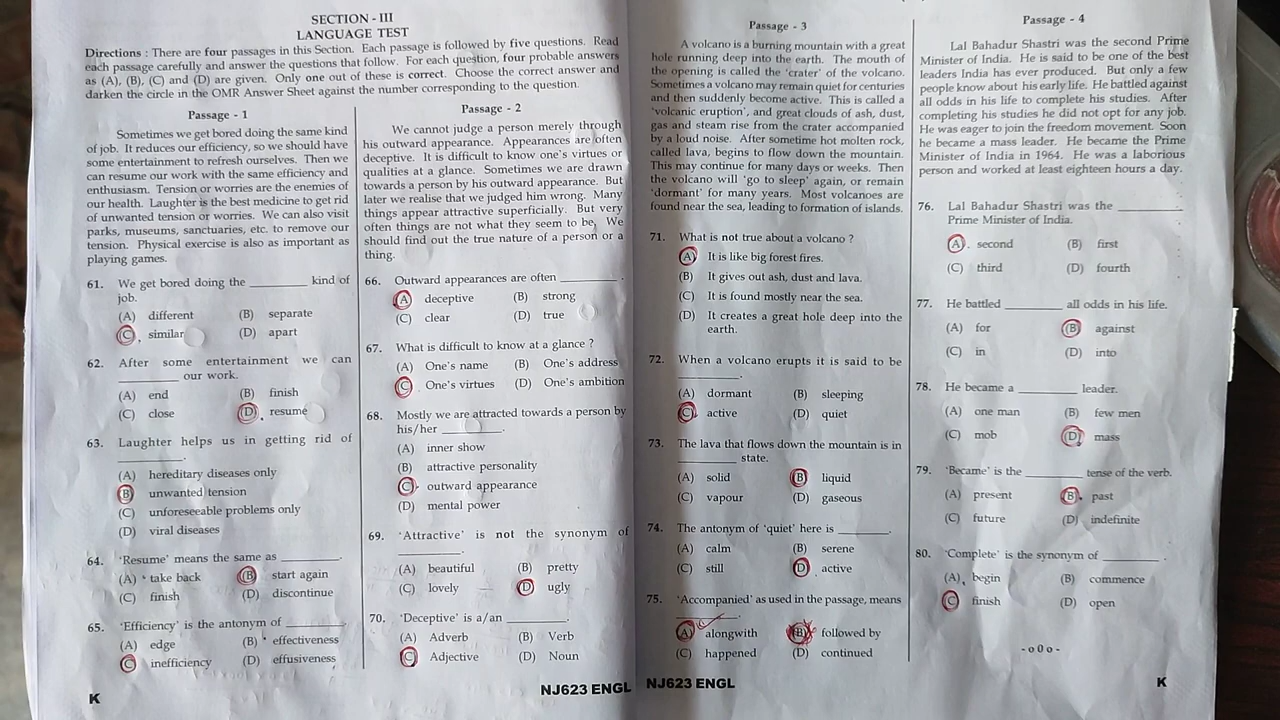 SECTION - III
LANGUAGE TEST
Directions : There are four passages in this Section. Each passage is followed by five questions. Read
each passage carefully and answer the questions that follow. For each question, four probable answers
as (A), (B), (C) and (D) are given. Only one out of these is correct. Choose the correct answer and
darken the circle in the OMR Answer Sheet against the number corresponding to the question.
Passage - 1
Sometimes we get bored doing the same kind
of job. It reduces our efficiency, so we should have
some entertainment to refresh ourselves. Then we
can resume our work with the same efficiency and
enthusiasm. Tension or worries are the enemies of
our health. Laughter is the best medicine to get rid
of unwanted tension or worries. We can also visit
parks, museums, sanctuaries, etc. to remove our
tension. Physical exercise is also as important as
playing games.
61. We get bored doing the ________ kind of
job.
(A) different (B) separate
(C) similar (D) apart
62. After some entertainment we can
________ our work.
(A) end (B) finish
(C) close (D) resume
63. Laughter helps us in getting rid of
________.
(A) hereditary diseases only
(B) unwanted tension
(C) unforeseeable problems only
(D) viral diseases
64. 'Resume' means the same as ________.
(A) take back (B) start again
(C) finish (D) discontinue
65. 'Efficiency' is the antonym of ________.
(A) edge (B) effectiveness
(C) inefficiency (D) effusiveness
K
Passage - 2
We cannot judge a person merely through
his outward appearance. Appearances are often
deceptive. It is difficult to know one's virtues or
qualities at a glance. Sometimes we are drawn
towards a person by his outward appearance. But
later we realise that we judged him wrong. Many
things appear attractive superficially. But very
often things are not what they seem to be. We
should find out the true nature of a person or a
thing.
66. Outward appearances are often ________.
(A) deceptive (B) strong
(C) clear (D) true
67. What is difficult to know at a glance ?
(A) One's name (B) One's address
(C) One's virtues (D) One's ambition
68. Mostly we are attracted towards a person by
his/her ________.
(A) inner show
(B) attractive personality
(C) outward appearance
(D) mental power
69. 'Attractive' is not the synonym of
________.
(A) beautiful (B) pretty
(C) lovely (D) ugly
70. 'Deceptive' is a/an ________.
(A) Adverb (B) Verb
(C) Adjective (D) Noun
NJ623 ENGL
Passage - 3
A volcano is a burning mountain with a great
hole running deep into the earth. The mouth of
the opening is called the 'crater' of the volcano.
Sometimes a volcano may remain quiet for centuries
and then suddenly become active. This is called a
'volcanic eruption', and great clouds of ash, dust,
gas and steam rise from the crater accompanied
by a loud noise. After sometime hot molten rock,
called lava, begins to flow down the mountain.
This may continue for many days or weeks. Then
the volcano will 'go to sleep' again, or remain
'dormant' for many years. Most volcanoes are
found near the sea, leading to formation of islands.
71. What is not true about a volcano ?
(A) It is like big forest fires.
(B) It gives out ash, dust and lava.
(C) It is found mostly near the sea.
(D) It creates a great hole deep into the
earth.
72. When a volcano erupts it is said to be
________.
(A) dormant (B) sleeping
(C) active (D) quiet
73. The lava that flows down the mountain is in
________ state.
(A) solid (B) liquid
(C) vapour (D) gaseous
74. The antonym of 'quiet' here is ________.
(A) calm (B) serene
(C) still (D) active
75. 'Accompanied' as used in the passage, means
________.
(A) alongwith (B) followed by
(C) happened (D) continued
NJ623 ENGL
Passage - 4
Lal Bahadur Shastri was the second Prime
Minister of India. He is said to be one of the best
leaders India has ever produced. But only a few
people know about his early life. He battled against
all odds in his life to complete his studies. After
completing his studies he did not opt for any job.
He was eager to join the freedom movement. Soon
he became a mass leader. He became the Prime
Minister of India in 1964. He was a laborious
person and worked at least eighteen hours a day.
76. Lal Bahadur Shastri was the ________
Prime Minister of India.
(A) second (B) first
(C) third (D) fourth
77. He battled ________ all odds in his life.
(A) for (B) against
(C) in (D) into
78. He became a ________ leader.
(A) one man (B) few men
(C) mob (D) mass
79. 'Became' is the ________ tense of the verb.
(A) present (B) past
(C) future (D) indefinite
80. 'Complete' is the synonym of ________.
(A) begin (B) commence
(C) finish (D) open
- o 0 o -
K